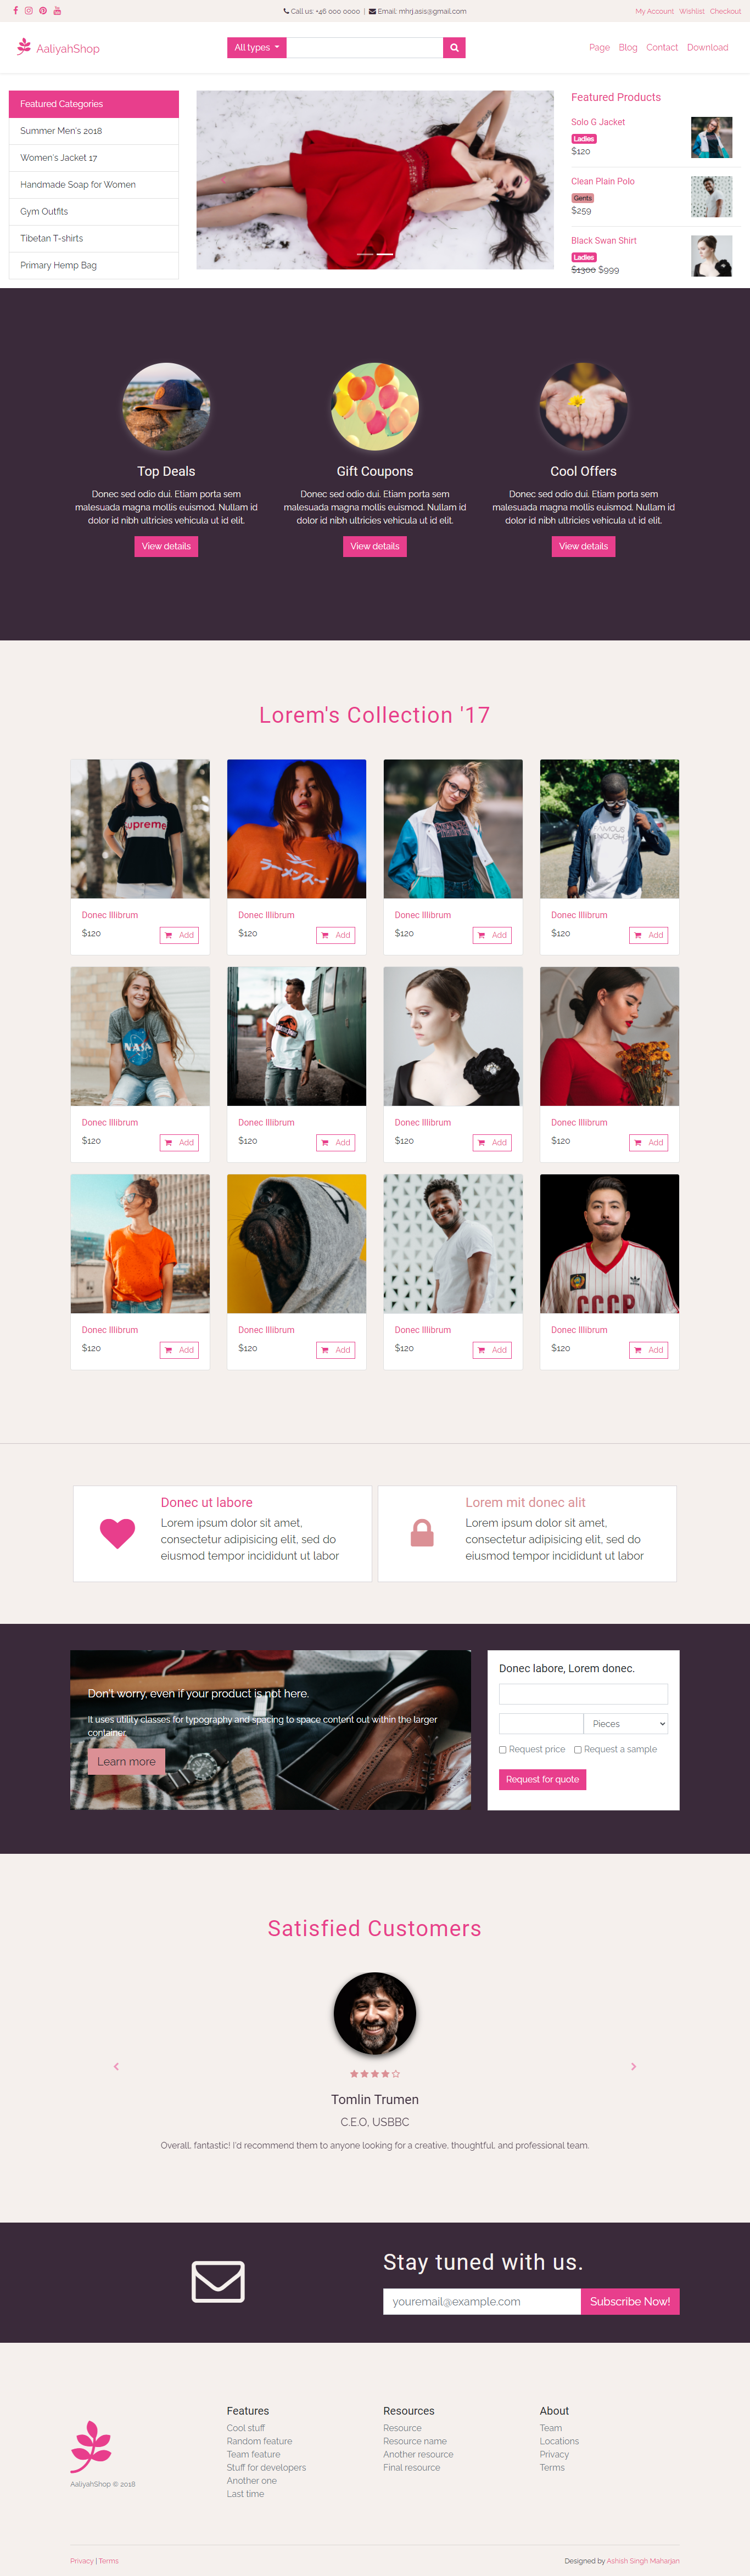 Call us: +46 000 0000 | Email: mhrj.asis@gmail.com
My Account Wishlist Checkout
AaliyahShop
All types
Page Blog Contact Download
Featured Categories
Summer Men's 2018
Women's Jacket 17
Handmade Soap for Women
Gym Outfits
Tibetan T-shirts
Primary Hemp Bag
Featured Products
Solo G Jacket
Ladies
$120
Clean Plain Polo
Gents
$259
Black Swan Shirt
Ladies
$1300 $999
Top Deals
Donec sed odio dui. Etiam porta sem
malesuada magna mollis euismod. Nullam id
dolor id nibh ultricies vehicula ut id elit.
View details
Gift Coupons
Donec sed odio dui. Etiam porta sem
malesuada magna mollis euismod. Nullam id
dolor id nibh ultricies vehicula ut id elit.
View details
Cool Offers
Donec sed odio dui. Etiam porta sem
malesuada magna mollis euismod. Nullam id
dolor id nibh ultricies vehicula ut id elit.
View details
Lorem's Collection '17
upreme
ラーメンズ
FAMOUS
ENOUGH
Donec Illibrum
$120 Add
Donec Illibrum
$120 Add
Donec Illibrum
$120 Add
Donec Illibrum
$120 Add
NASA
Donec Illibrum
$120 Add
Donec Illibrum
$120 Add
Donec Illibrum
$120 Add
Donec Illibrum
$120 Add
CCCP
Donec Illibrum
$120 Add
Donec Illibrum
$120 Add
Donec Illibrum
$120 Add
Donec Illibrum
$120 Add
Donec ut labore
Lorem ipsum dolor sit amet,
consectetur adipisicing elit, sed do
eiusmod tempor incididunt ut labor
Lorem mit donec alit
Lorem ipsum dolor sit amet,
consectetur adipisicing elit, sed do
eiusmod tempor incididunt ut labor
Don't worry, even if your product is not here.
It uses utility classes for typography and spacing to space content out within the larger
container.
Learn more
Donec labore, Lorem donec.
Pieces
Request price Request a sample
Request for quote
Satisfied Customers
Tomlin Trumen
C.E.O, USBBC
Overall, fantastic! I'd recommend them to anyone looking for a creative, thoughtful, and professional team.
Stay tuned with us.
youremail@example.com
Subscribe Now!
AaliyahShop © 2018
Features
Cool stuff
Random feature
Team feature
Stuff for developers
Another one
Last time
Resources
Resource
Resource name
Another resource
Final resource
About
Team
Locations
Privacy
Terms
Privacy | Terms
Designed by Ashish Singh Maharjan